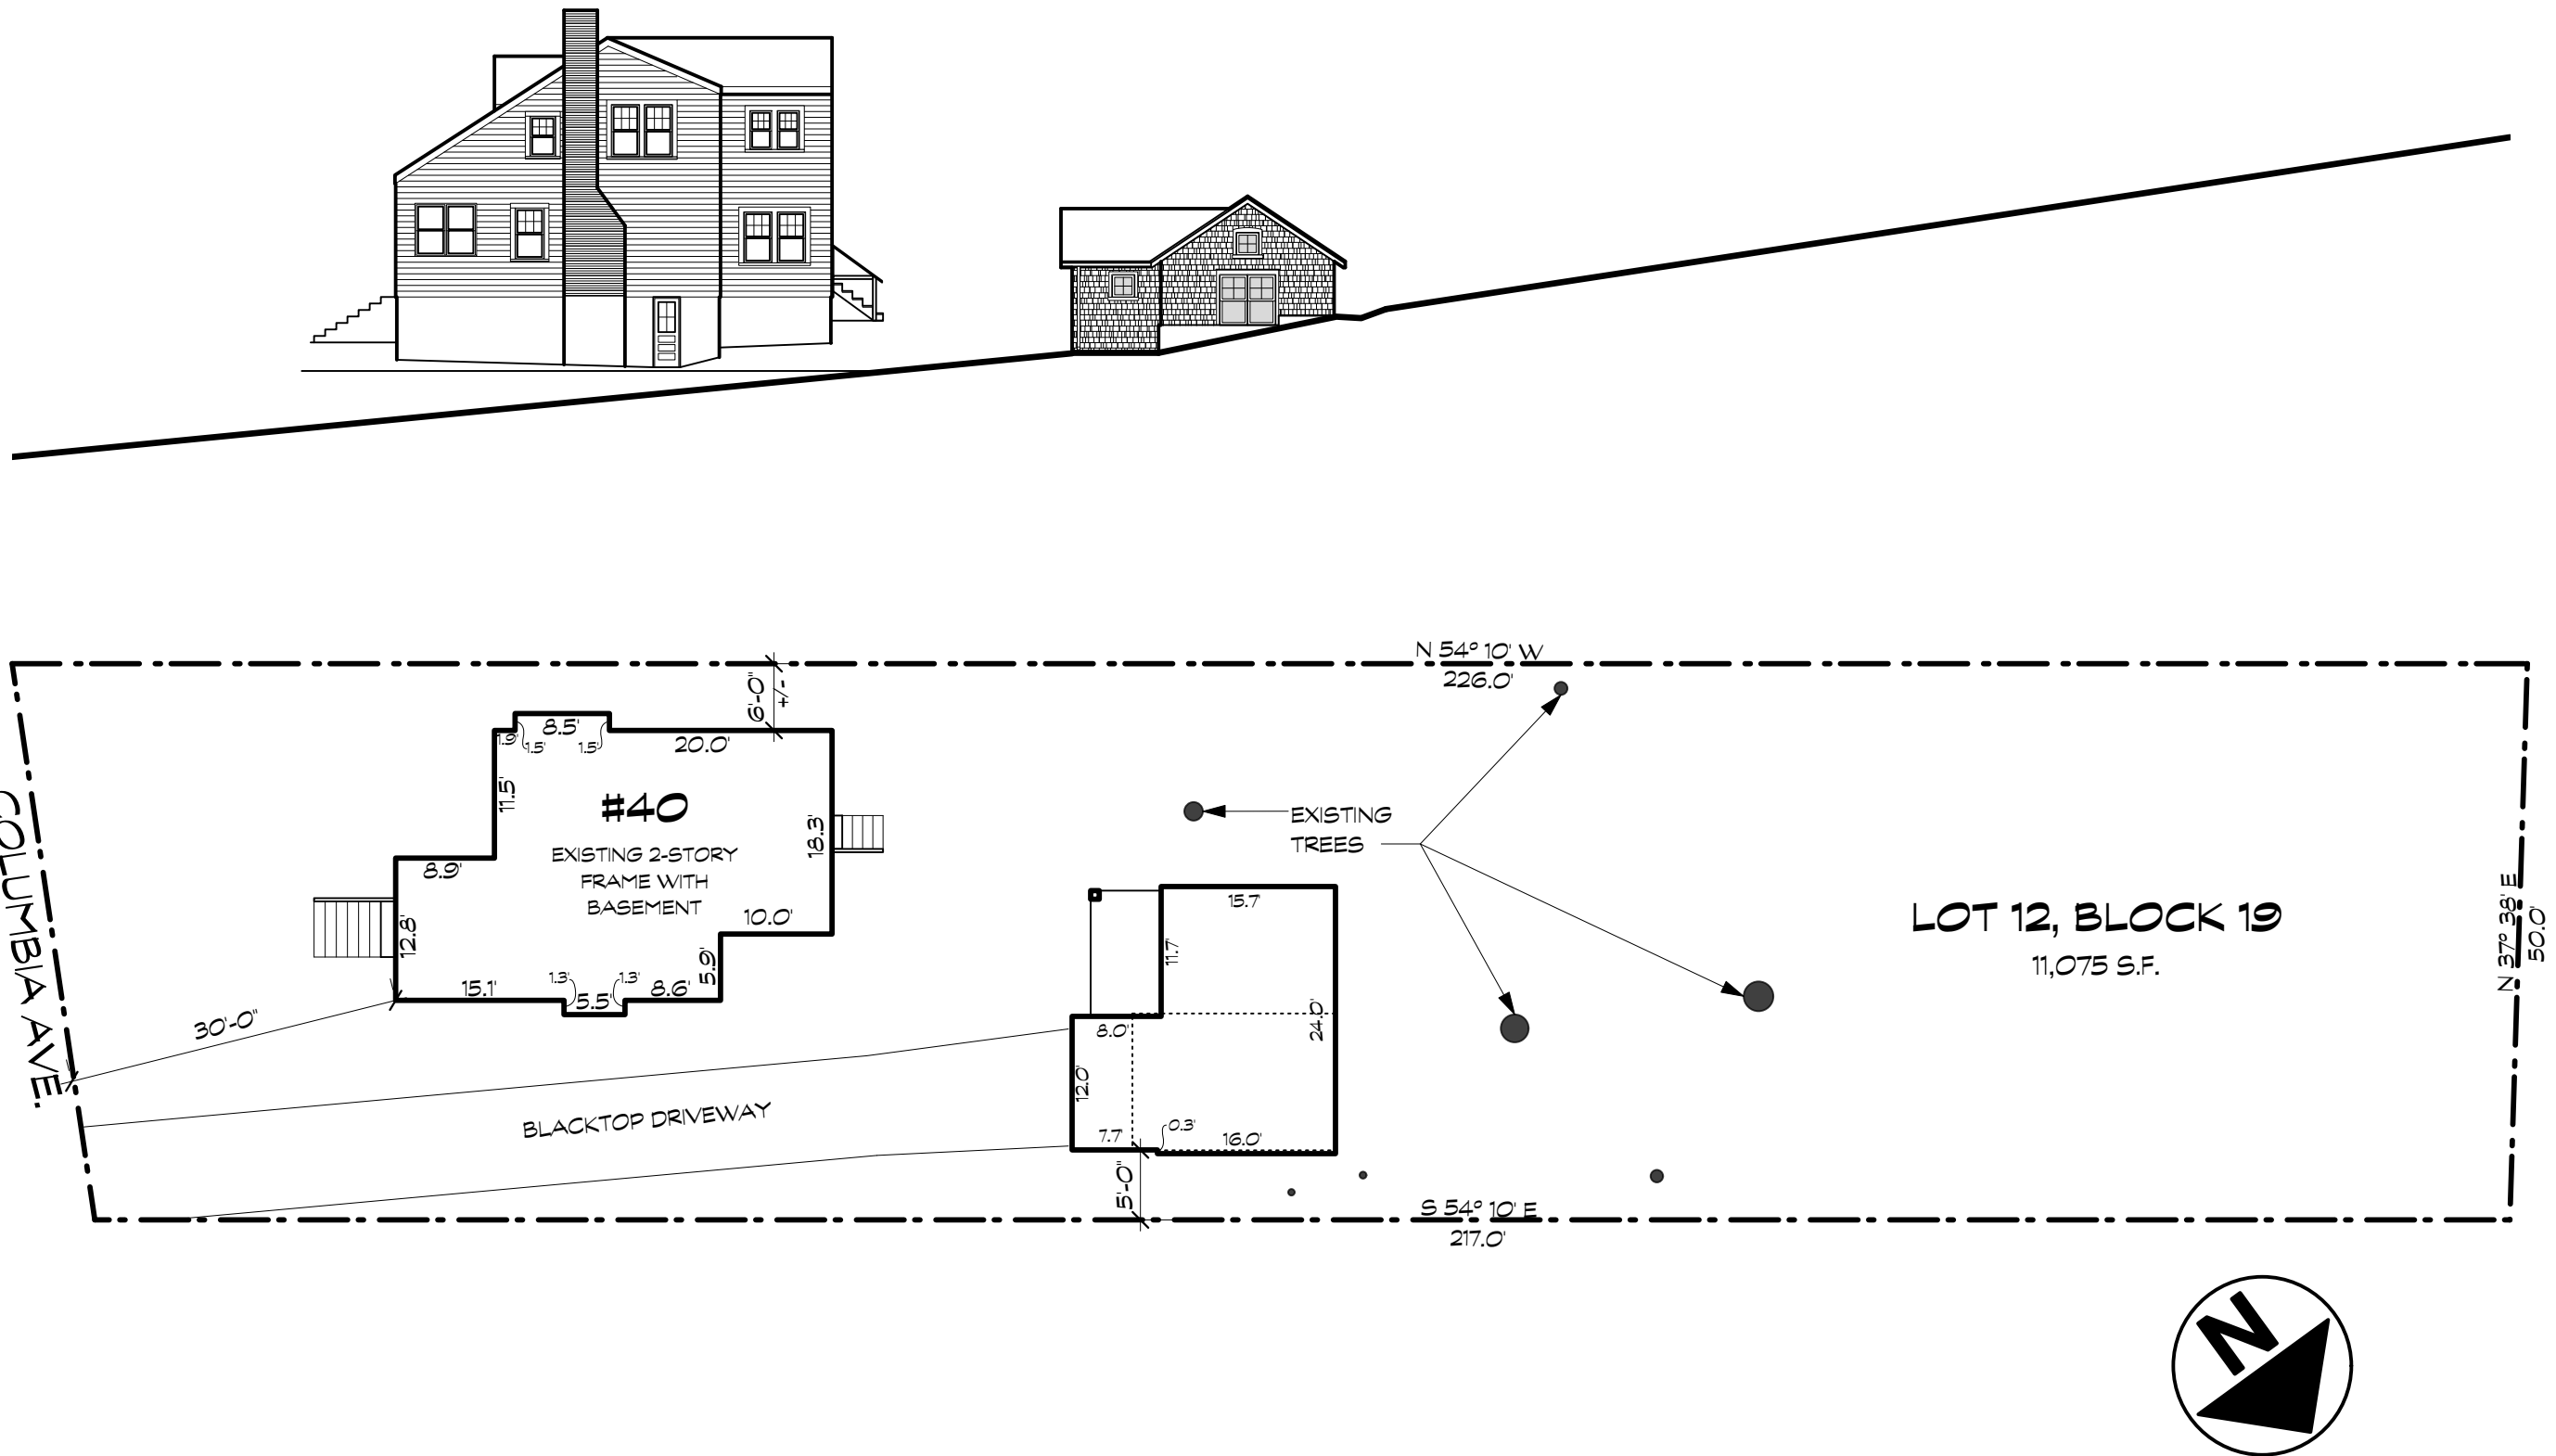 N 54° 10' W
226.0'
6'-0"
+/-
8.5'
1.9'
1.5'
1.5'
20.0'
11.5'
#40
EXISTING 2-STORY
FRAME WITH
BASEMENT
18.3'
8.9'
12.8'
10.0'
5.9'
15.1'
1.3'
1.3'
5.5'
8.6'
30'-0"
COLUMBIA AVE.
BLACKTOP DRIVEWAY
EXISTING
TREES
15.7'
11.7'
24.0'
8.0'
12.0'
7.7'
0.3'
16.0'
5'-0"
LOT 12, BLOCK 19
11,075 S.F.
N 37° 38' E
50.0'
S 54° 10' E
217.0'
N